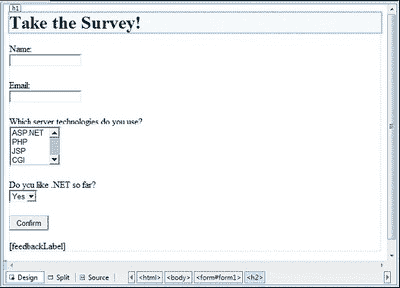 h1
Take the Survey!
Name:
Email:
Which server technologies do you use?
ASP.NET
PHP
JSP
CGI
Do you like .NET so far?
Yes
Confirm
[feedbackLabel]
Design Split Source <html> <body> <form#form1> <h2>